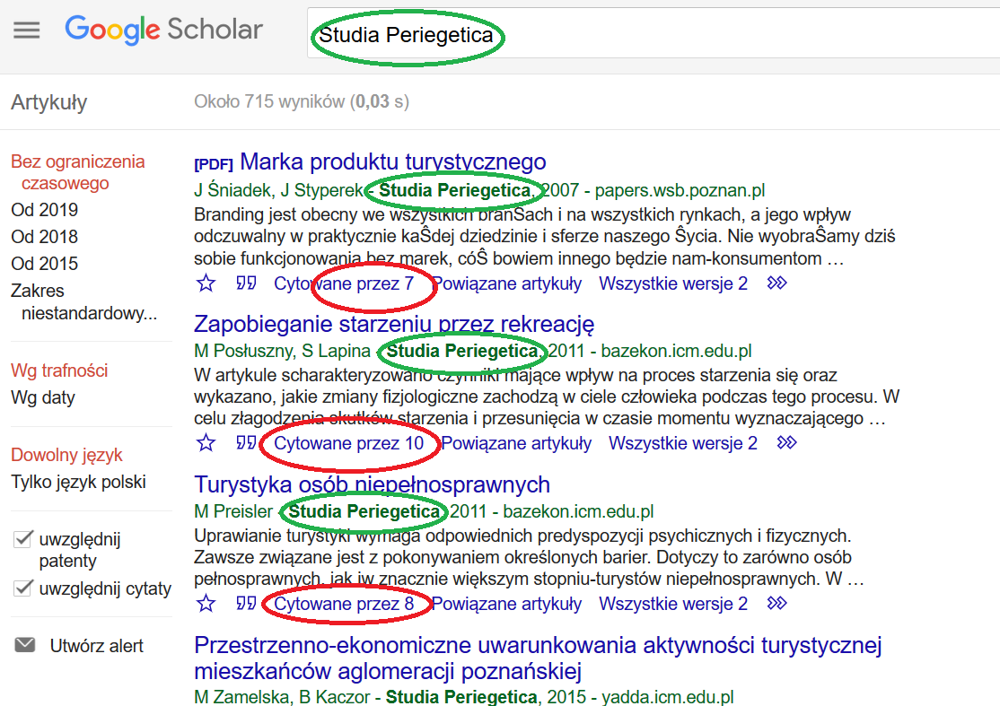 Google Scholar
Studia Periegetica
Artykuły
Około 715 wyników (0,03 s)
Bez ograniczenia
czasowego
Od 2019
Od 2018
Od 2015
Zakres
niestandardowy...
Wg trafności
Wg daty
Dowolny język
Tylko język polski
uwzględnij
patenty
uwzględnij cytaty
Utwórz alert
[PDF] Marka produktu turystycznego
J Śniadek, J Styperek - Studia Periegetica, 2007 - papers.wsb.poznan.pl
Branding jest obecny we wszystkich branŜach i na wszystkich rynkach, a jego wpływ
odczuwalny w praktycznie kaŜdej dziedzinie i sferze naszego Ŝycia. Nie wyobraŜamy dziś
sobie funkcjonowania bez marek, cóŜ bowiem innego będzie nam-konsumentom …
Cytowane przez 7 Powiązane artykuły Wszystkie wersje 2
Zapobieganie starzeniu przez rekreację
M Posłuszny, S Lapina - Studia Periegetica, 2011 - bazekon.icm.edu.pl
W artykule scharakteryzowano czynniki mające wpływ na proces starzenia się oraz
wykazano, jakie zmiany fizjologiczne zachodzą w ciele człowieka podczas tego procesu. W
celu złagodzenia skutków starzenia i przesunięcia w czasie momentu wyznaczającego …
Cytowane przez 10 Powiązane artykuły Wszystkie wersje 2
Turystyka osób niepełnosprawnych
M Preisler - Studia Periegetica, 2011 - bazekon.icm.edu.pl
Uprawianie turystyki wymaga odpowiednich predyspozycji psychicznych i fizycznych.
Zawsze związane jest z pokonywaniem określonych barier. Dotyczy to zarówno osób
pełnosprawnych, jak iw znacznie większym stopniu-turystów niepełnosprawnych. W …
Cytowane przez 8 Powiązane artykuły Wszystkie wersje 2
Przestrzenno-ekonomiczne uwarunkowania aktywności turystycznej
mieszkańców aglomeracji poznańskiej
M Zamelska, B Kaczor - Studia Periegetica, 2015 - yadda.icm.edu.pl